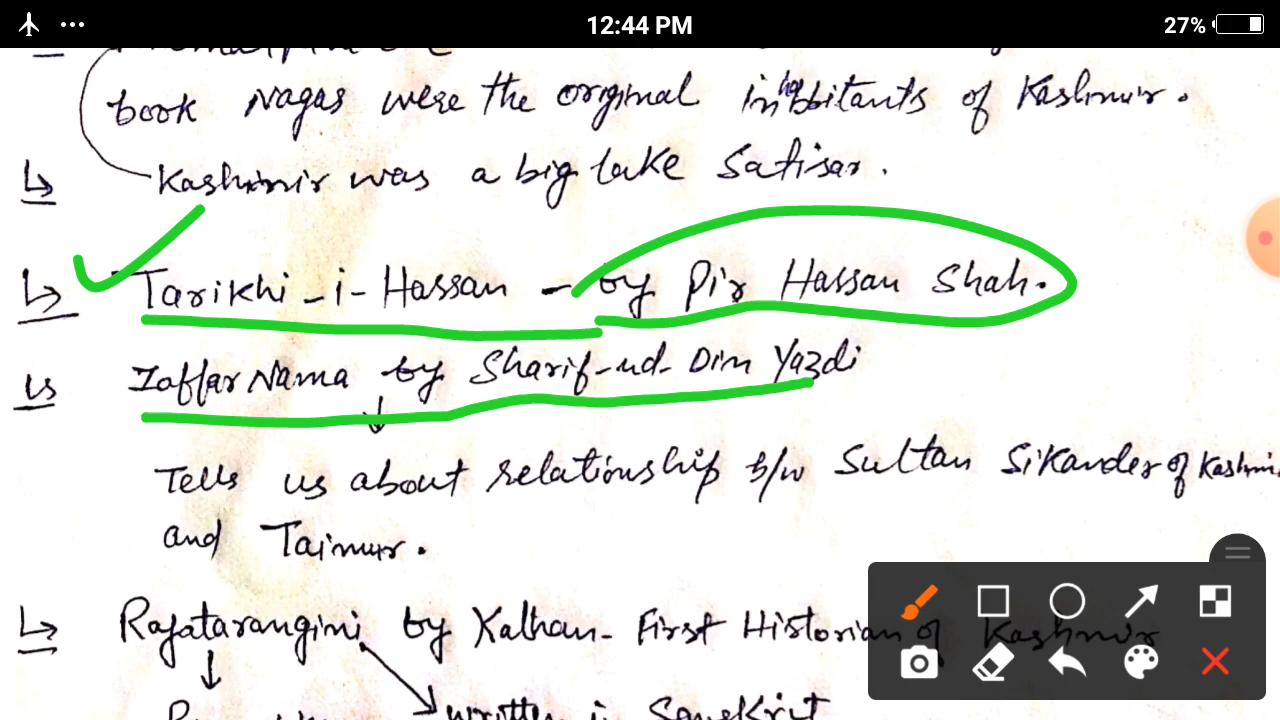 12:44 PM
27%
book Nagas were the original inhabitants of Kashmir.
Kashmir was a big lake Satisar.
Tarikhi-i-Hassan - by Pir Hassan Shah.
Zaffar Nama by Sharif-ud-Din Yazdi
Tells us about relationship b/w Sultan Sikander of Kashmi
and Taimur.
Rajatarangini by Kalhan - First Historian of Kashmir
written in Sanskrit